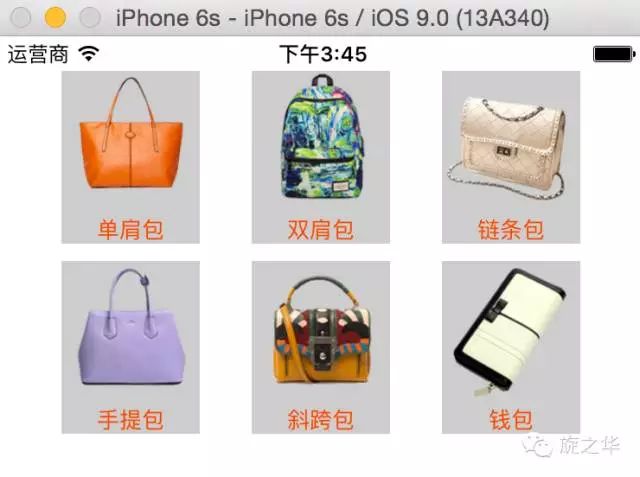 iPhone 6s - iPhone 6s / iOS 9.0 (13A340)
运营商 下午3:45
单肩包 双肩包 链条包
手提包 斜跨包 钱包
旋之华